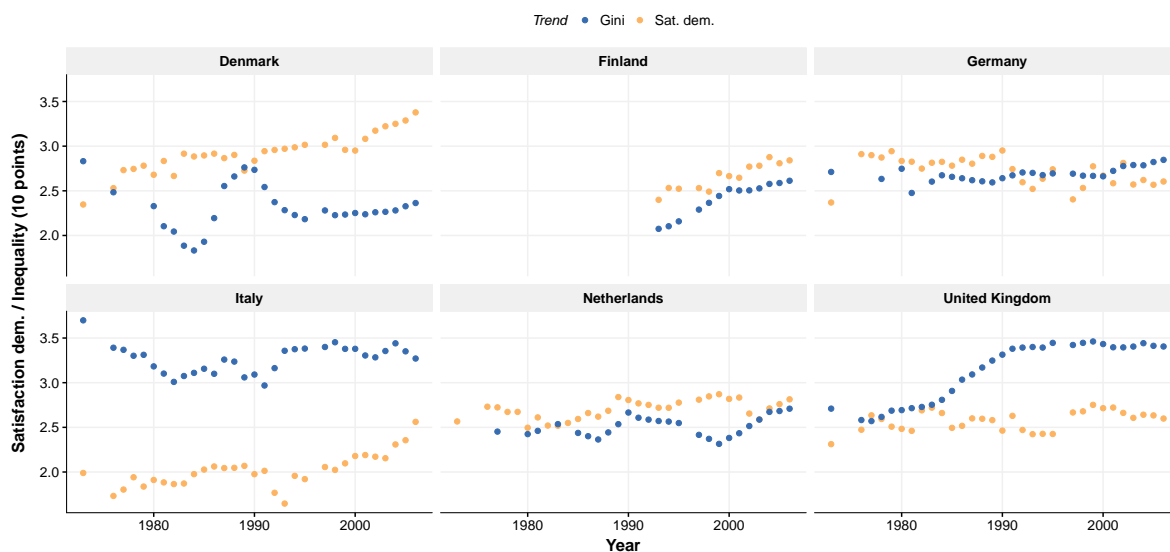 Trend Gini Sat. dem.
Denmark Finland Germany
3.5
3.0
2.5
2.0
Italy Netherlands United Kingdom
3.5
3.0
2.5
2.0
1980 1990 2000 1980 1990 2000 1980 1990 2000
Year
Satisfaction dem. / Inequality (10 points)